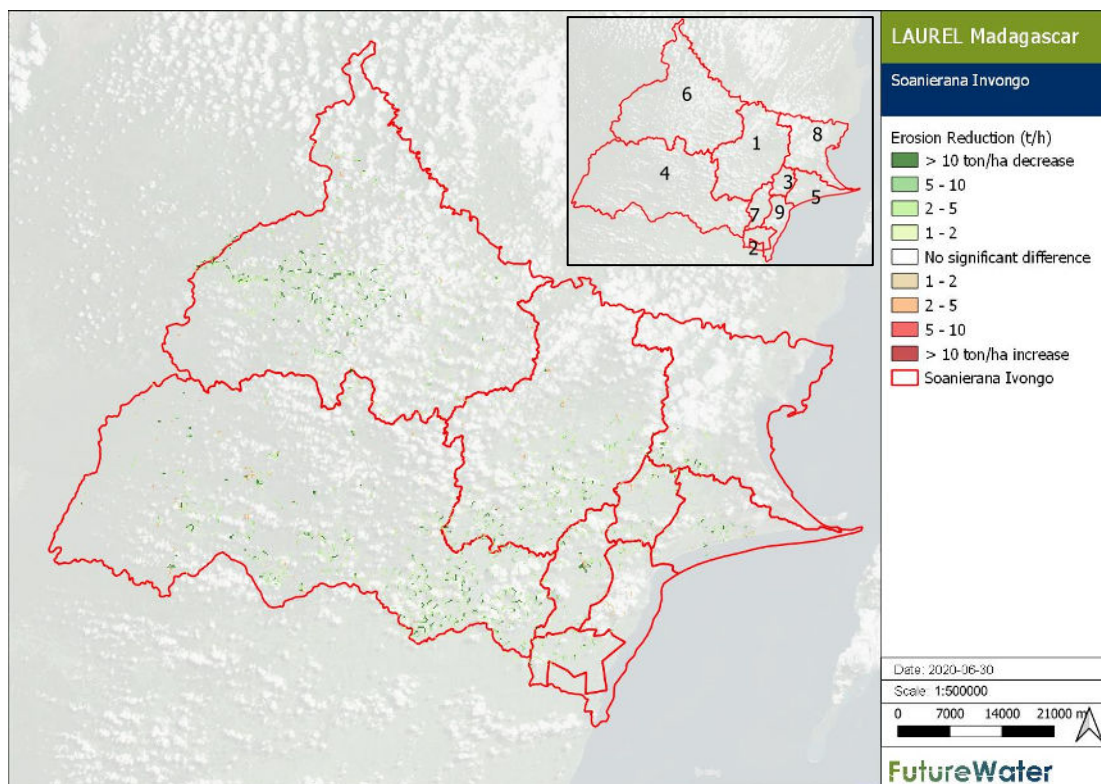 LAUREL Madagascar
Soanierana Invongo
Erosion Reduction (t/h)
> 10 ton/ha decrease
5 - 10
2 - 5
1 - 2
No significant difference
1 - 2
2 - 5
5 - 10
> 10 ton/ha increase
Soanierana Ivongo
6
8
1
4
3
5
7
9
2
Date: 2020-06-30
Scale: 1:500000
0 7000 14000 21000 m
FutureWater